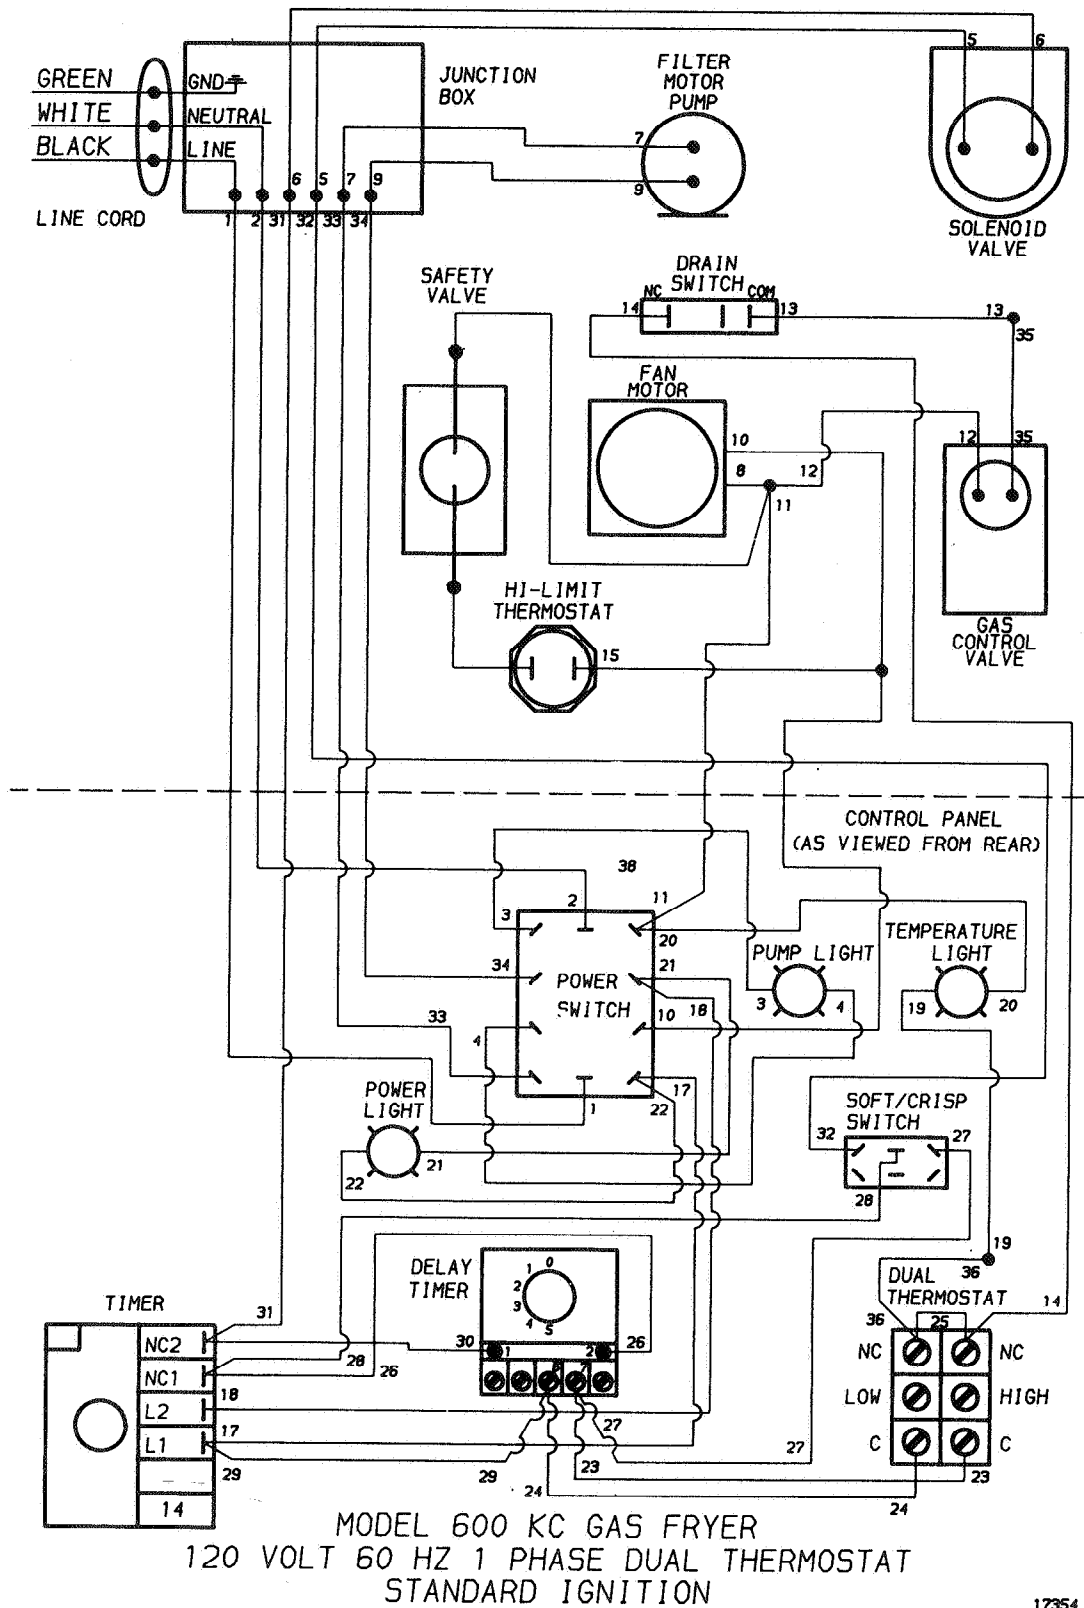 5
6
GREEN
WHITE
BLACK
GND
NEUTRAL
LINE
JUNCTION
BOX
FILTER
MOTOR
PUMP
7
9
6 5 7 9
1 2 31 32 33 34
LINE CORD
SOLENOID
VALVE
SAFETY
VALVE
DRAIN
SWITCH
14 NC COM 13
13
35
FAN
MOTOR
10
8 12
11
12 35
HI-LIMIT
THERMOSTAT
15
GAS
CONTROL
VALVE
CONTROL PANEL
(AS VIEWED FROM REAR)
38
3 2 11
20
34 POWER
SWITCH
21
18
33 4 10
17
22
1
PUMP LIGHT
3 4
TEMPERATURE
LIGHT
19 20
POWER
LIGHT
22 21
SOFT/CRISP
SWITCH
32 27
28
DELAY
TIMER
0
1
2
3
4
5
30 1 2 26
6 7
TIMER
31
NC2
NC1
28 26
L2
18
L1
17
29
14
19
36
DUAL
THERMOSTAT
36 25 14
NC NC
LOW HIGH
C C
27
27
29 23 23
24 24
MODEL 600 KC GAS FRYER
120 VOLT 60 HZ 1 PHASE DUAL THERMOSTAT
STANDARD IGNITION
17354